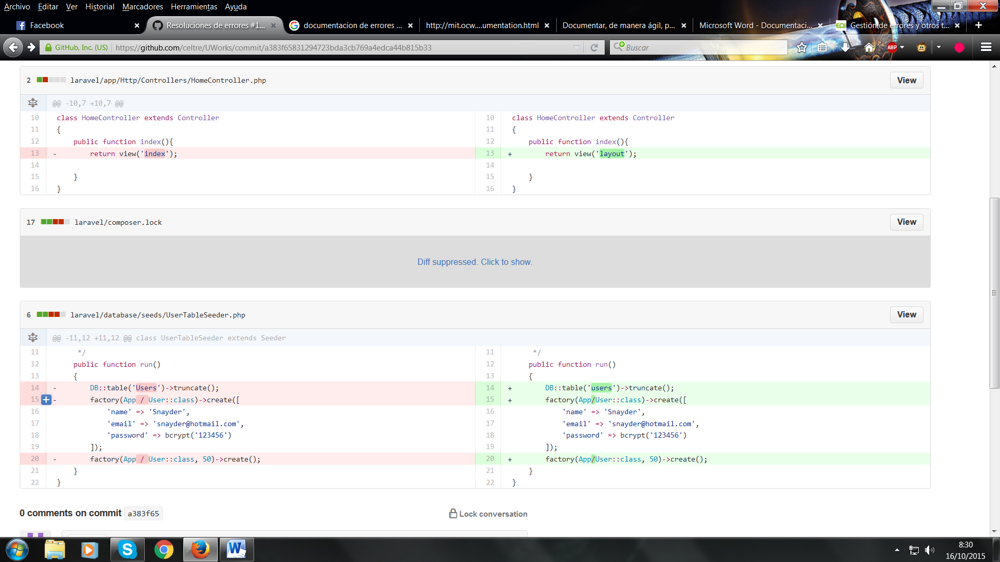 Archivo Editar Ver Historial Marcadores Herramientas Ayuda
Facebook
Resoluciones de errores #1...
documentacion de errores ...
http://mit.ocw....umentation.html
Documentar, de manera ágil, p...
Microsoft Word - Documentaci...
EOI Gestión de errores y otros t...
GitHub, Inc. (US) https://github.com/celtre/UWorks/commit/a383f65831294723bda3cb769a4edca44b815b33
Buscar
ABP
2 laravel/app/Http/Controllers/HomeController.php View
@@ -10,7 +10,7 @@
10 class HomeController extends Controller 10 class HomeController extends Controller
11 { 11 {
12 public function index(){ 12 public function index(){
13 - return view('index'); 13 + return view('layout');
14 14
15 } 15 }
16 } 16 }
17 laravel/composer.lock View
Diff suppressed. Click to show.
6 laravel/database/seeds/UserTableSeeder.php View
@@ -11,12 +11,12 @@ class UserTableSeeder extends Seeder
11 */ 11 */
12 public function run() 12 public function run()
13 { 13 {
14 - DB::table('Users')->truncate(); 14 + DB::table('users')->truncate();
15 + - factory(App / User::class)->create([ 15 + factory(App/User::class)->create([
16 'name' => 'Snayder', 16 'name' => 'Snayder',
17 'email' => 'snayder@hotmail.com', 17 'email' => 'snayder@hotmail.com',
18 'password' => bcrypt('123456') 18 'password' => bcrypt('123456')
19 ]); 19 ]);
20 - factory(App / User::class, 50)->create(); 20 + factory(App/User::class, 50)->create();
21 } 21 }
22 } 22 }
0 comments on commit a383f65 Lock conversation
8:30
16/10/2015